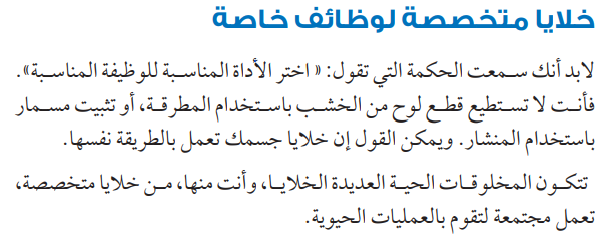 خلايا متخصصة لوظائف خاصة
لابد أنك سمعت الحكمة التي تقول: « اختر الأداة المناسبة للوظيفة المناسبة».
فأنت لا تستطيع قطع لوح من الخشب باستخدام المطرقة، أو تثبيت مسمار
باستخدام المنشار. ويمكن القول إن خلايا جسمك تعمل بالطريقة نفسها.
تتكون المخلوقات الحية العديدة الخلايا، وأنت منها، من خلايا متخصصة،
تعمل مجتمعة لتقوم بالعمليات الحيوية.